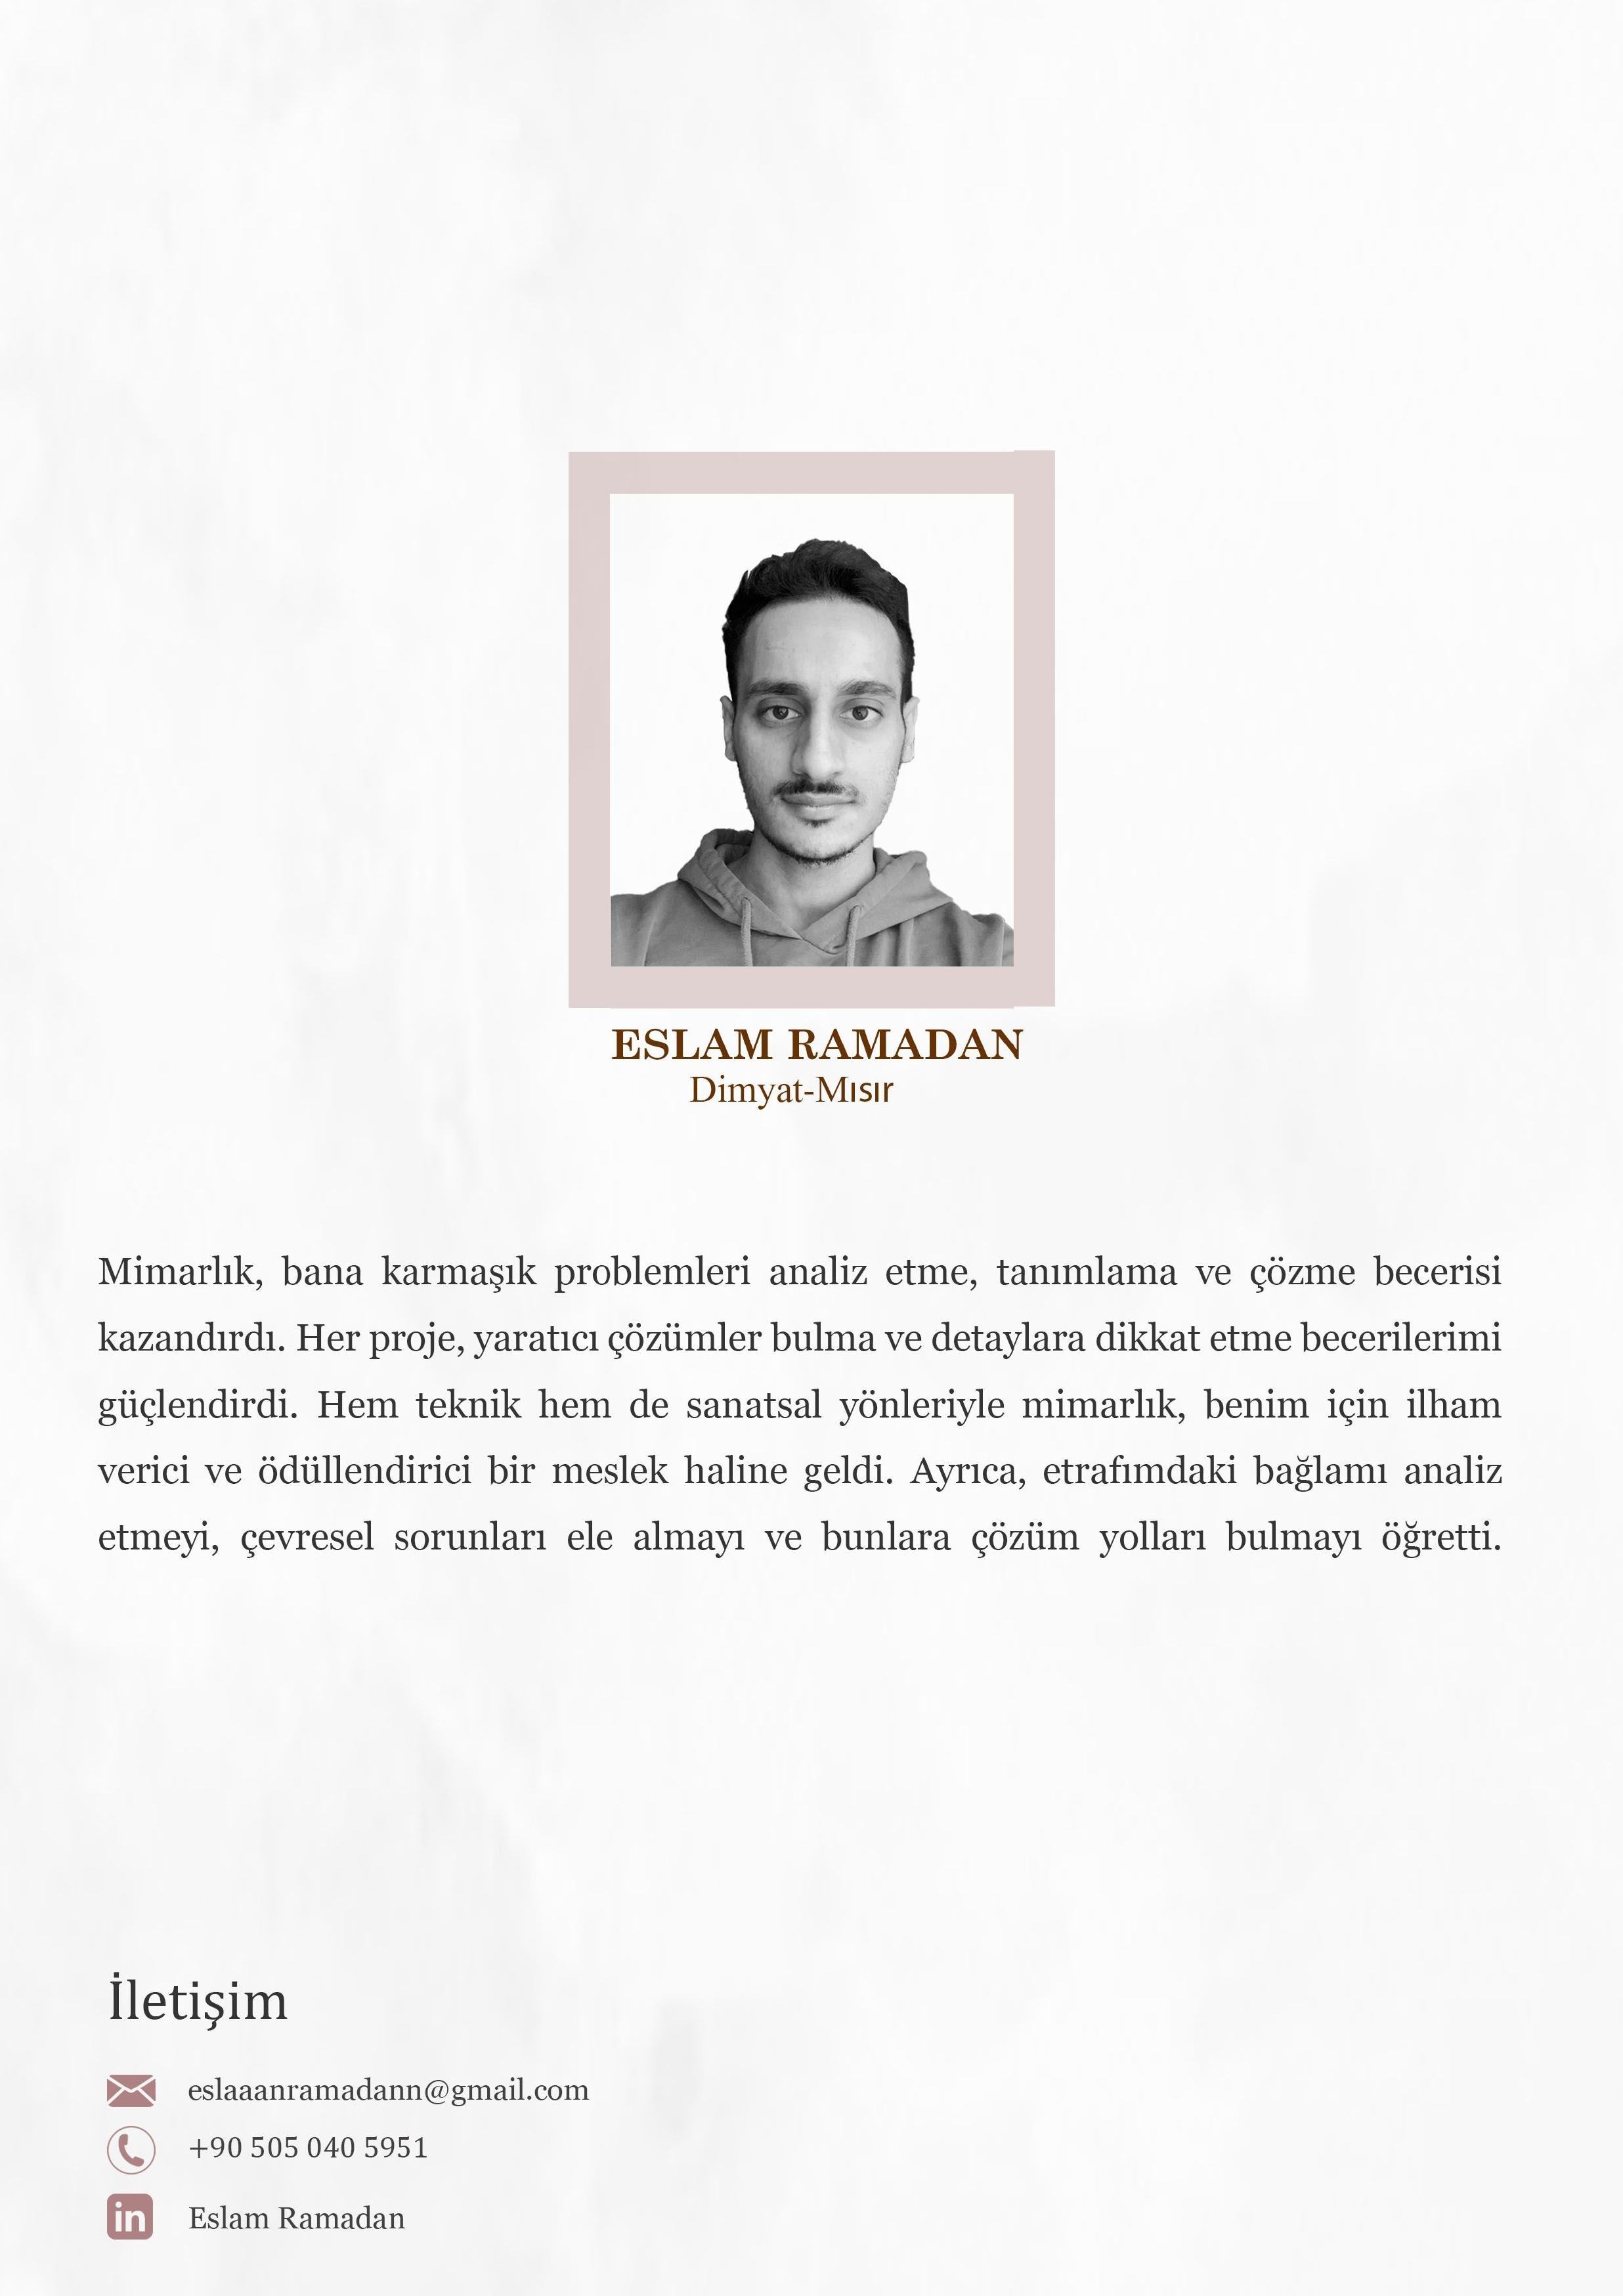 ESLAM RAMADAN
Dimyat-Mısır
Mimarlık, bana karmaşık problemleri analiz etme, tanımlama ve çözme becerisi
kazandırdı. Her proje, yaratıcı çözümler bulma ve detaylara dikkat etme becerilerimi
güçlendirdi. Hem teknik hem de sanatsal yönleriyle mimarlık, benim için ilham
verici ve ödüllendirici bir meslek haline geldi. Ayrıca, etrafımdaki bağlamı analiz
etmeyi, çevresel sorunları ele almayı ve bunlara çözüm yolları bulmayı öğretti.
İletişim
eslaaanramadann@gmail.com
+90 505 040 5951
in Eslam Ramadan